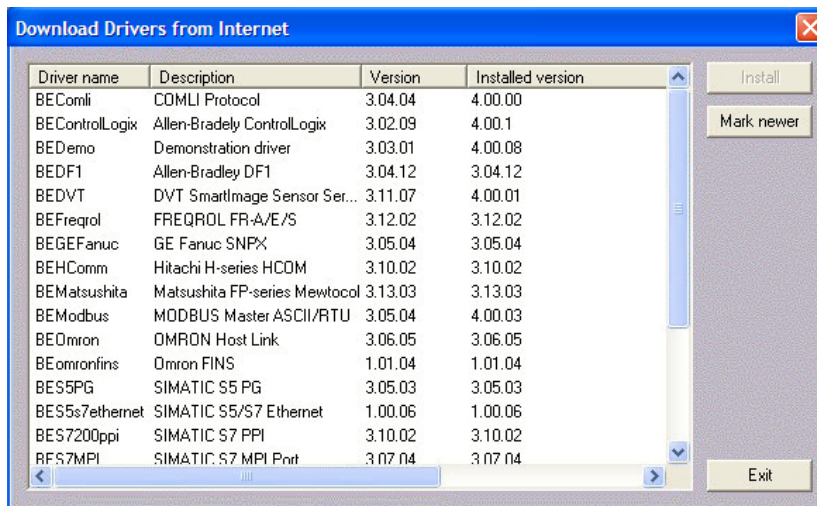 Download Drivers from Internet
Driver name Description Version Installed version
Install
BEComli COMLI Protocol 3.04.04 4.00.00
BEControlLogix Allen-Bradely ControlLogix 3.02.09 4.00.1
Mark newer
BEDemo Demonstration driver 3.03.01 4.00.08
BEDF1 Allen-Bradley DF1 3.04.12 3.04.12
BEDVT DVT SmartImage Sensor Ser... 3.11.07 4.00.01
BEFreqrol FREQROL FR-A/E/S 3.12.02 3.12.02
BEGEFanuc GE Fanuc SNPX 3.05.04 3.05.04
BEHComm Hitachi H-series HCOM 3.10.02 3.10.02
BEMatsushita Matsushita FP-series Mewtocol 3.13.03 3.13.03
BEModbus MODBUS Master ASCII/RTU 3.05.04 4.00.03
BEOmron OMRON Host Link 3.06.05 3.06.05
BEomronfins Omron FINS 1.01.04 1.01.04
BES5PG SIMATIC S5 PG 3.05.03 3.05.03
BES5s7ethernet SIMATIC S5/S7 Ethernet 1.00.06 1.00.06
BES7200ppi SIMATIC S7 PPI 3.10.02 3.10.02
BES7MPI SIMATIC S7 MPI Port 3.07.04 3.07.04
Exit